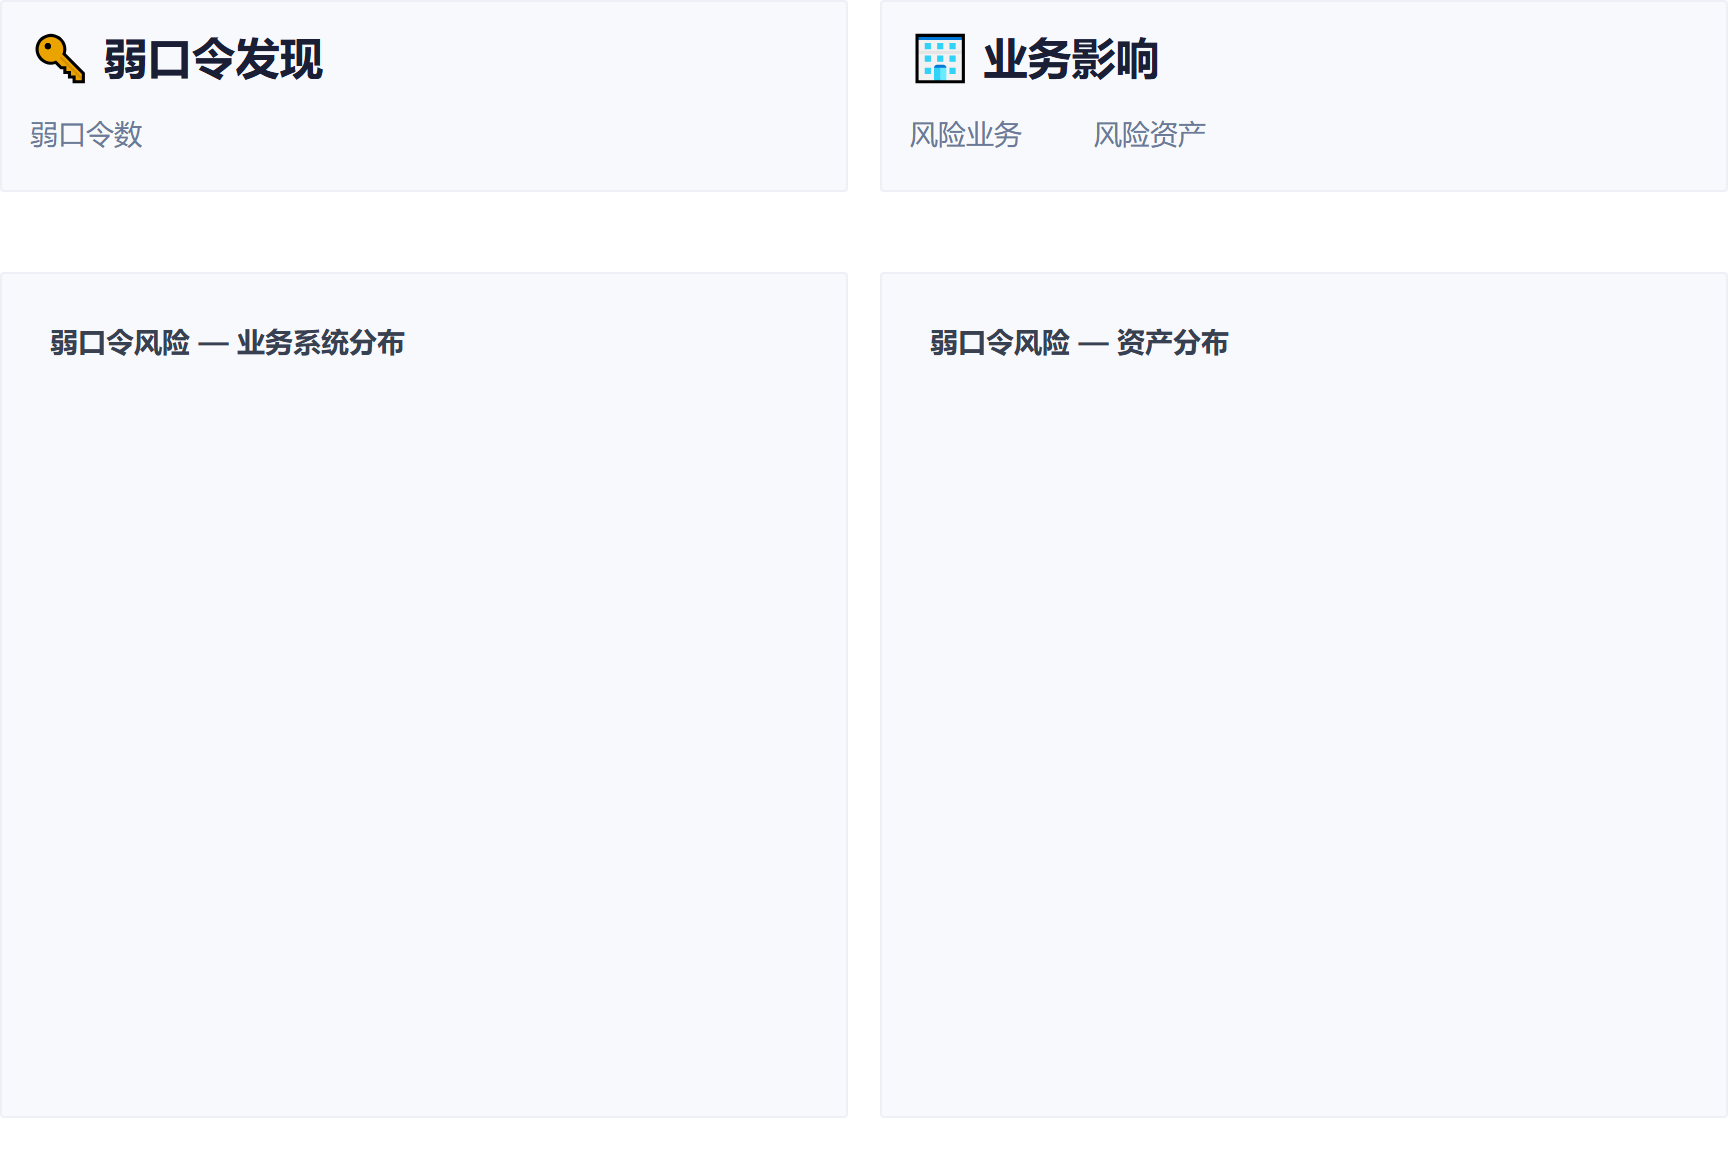 弱口令发现
弱口令数
业务影响
风险业务 风险资产
弱口令风险 — 业务系统分布
弱口令风险 — 资产分布